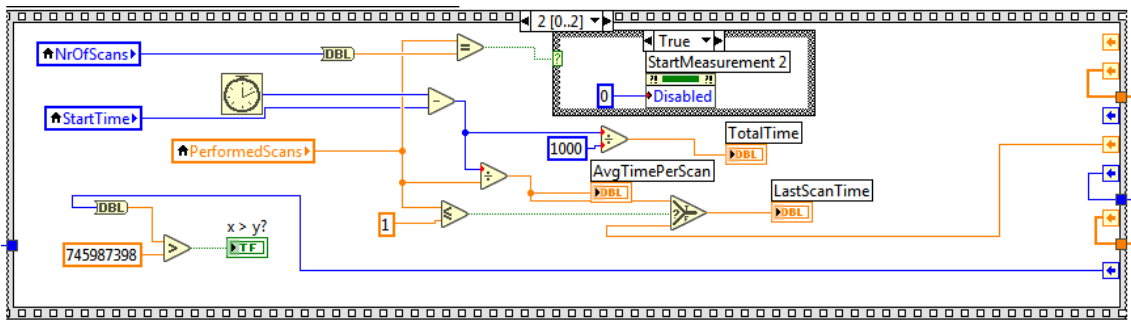 2 [0..2]
True
NrOfScans
DBL
=
?
StartMeasurement 2
?! ?!
0
Disabled
StartTime
-
PerformedScans
1000
÷
TotalTime
DBL
÷
AvgTimePerScan
DBL
LastScanTime
DBL
1
≤
?
F
DBL
x > y?
745987398
>
TF